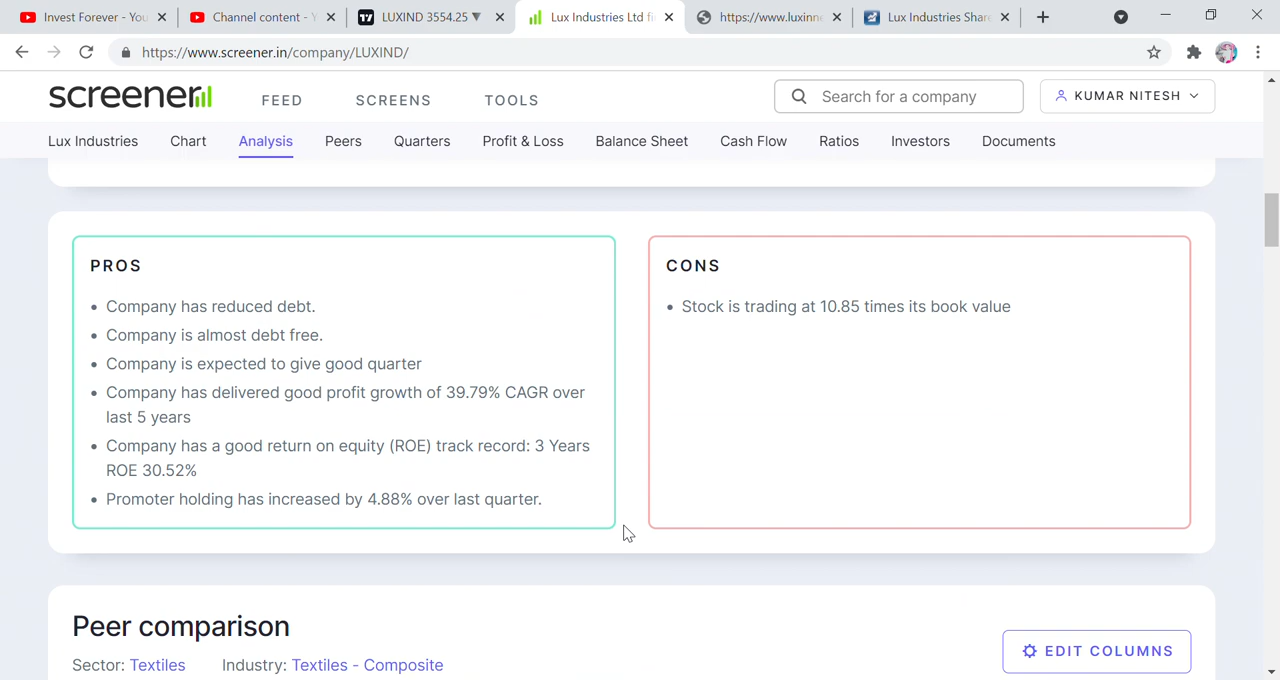 Invest Forever - You
Channel content - Y
LUXIND 3554.25 ▼
Lux Industries Ltd fi
https://www.luxinne
Lux Industries Share
https://www.screener.in/company/LUXIND/
screener
FEED
SCREENS
TOOLS
Search for a company
KUMAR NITESH
Lux Industries
Chart
Analysis
Peers
Quarters
Profit & Loss
Balance Sheet
Cash Flow
Ratios
Investors
Documents
PROS
• Company has reduced debt.
• Company is almost debt free.
• Company is expected to give good quarter
• Company has delivered good profit growth of 39.79% CAGR over
last 5 years
• Company has a good return on equity (ROE) track record: 3 Years
ROE 30.52%
• Promoter holding has increased by 4.88% over last quarter.
CONS
• Stock is trading at 10.85 times its book value
Peer comparison
Sector: Textiles Industry: Textiles - Composite
EDIT COLUMNS